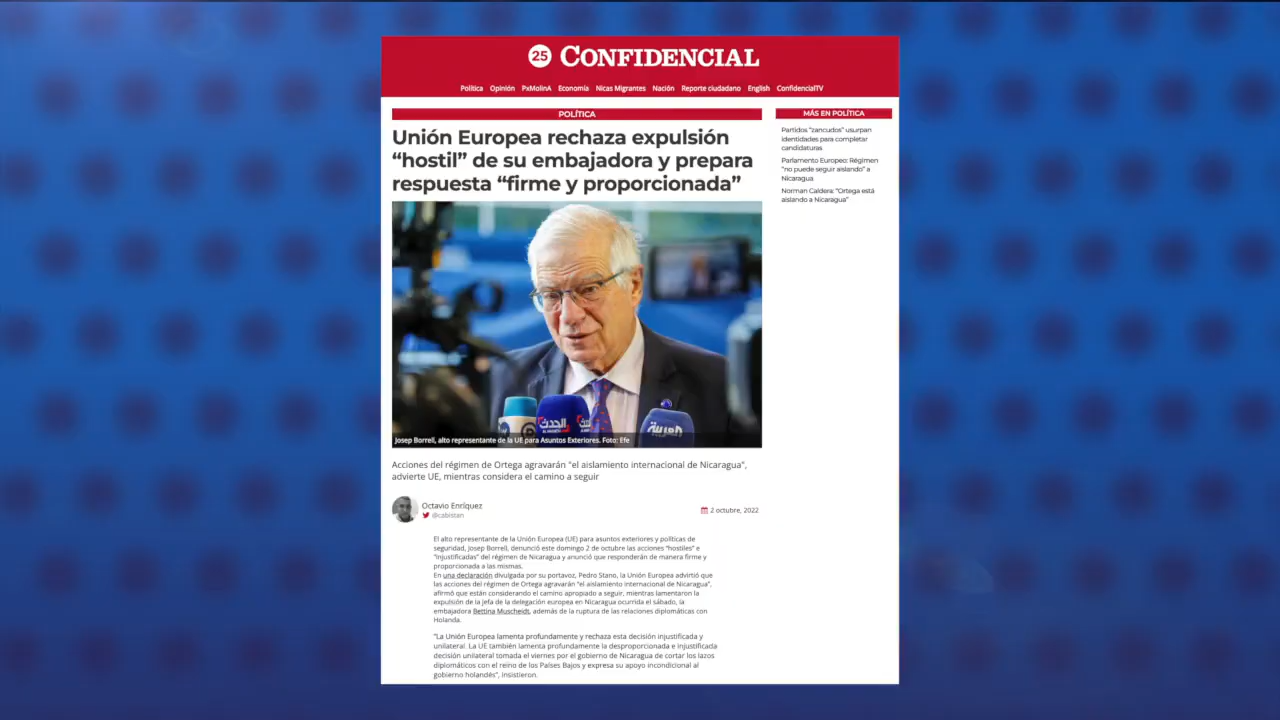 25 CONFIDENCIAL
Política Opinión PxMolinA Economía Nicas Migrantes Nación Reporte ciudadano English ConfidencialTV
POLÍTICA
Unión Europea rechaza expulsión
“hostil” de su embajadora y prepara
respuesta “firme y proporcionada”
الحدث
العربية
Josep Borrell, alto representante de la UE para Asuntos Exteriores. Foto: Efe
Acciones del régimen de Ortega agravarán "el aislamiento internacional de Nicaragua",
advierte UE, mientras considera el camino a seguir
Octavio Enríquez
@cabistan
2 octubre, 2022
El alto representante de la Unión Europea (UE) para asuntos exteriores y políticas de
seguridad, Josep Borrell, denunció este domingo 2 de octubre las acciones “hostiles” e
“injustificadas” del régimen de Nicaragua y anunció que responderán de manera firme y
proporcionada a las mismas.
En una declaración divulgada por su portavoz, Pedro Stano, la Unión Europea advirtió que
las acciones del régimen de Ortega agravarán “el aislamiento internacional de Nicaragua”,
afirmó que están considerando el camino apropiado a seguir, mientras lamentaron la
expulsión de la jefa de la delegación europea en Nicaragua ocurrida el sábado, la
embajadora Bettina Muscheidt, además de la ruptura de las relaciones diplomáticas con
Holanda.
“La Unión Europea lamenta profundamente y rechaza esta decisión injustificada y
unilateral. La UE también lamenta profundamente la desproporcionada e injustificada
decisión unilateral tomada el viernes por el gobierno de Nicaragua de cortar los lazos
diplomáticos con el reino de los Países Bajos y expresa su apoyo incondicional al
gobierno holandés”, insistieron.
MÁS EN POLÍTICA
Partidos “zancudos” usurpan
identidades para completar
candidaturas
Parlamento Europeo: Régimen
“no puede seguir aislando” a
Nicaragua
Norman Caldera: “Ortega está
aislando a Nicaragua”